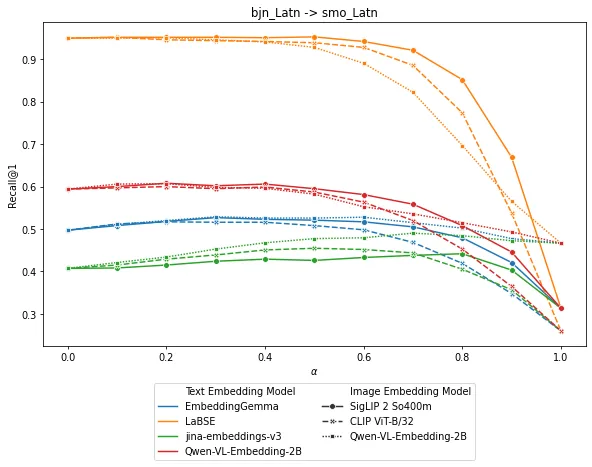 bjn_Latn -> smo_Latn
Recall@1
0.9
0.8
0.7
0.6
0.5
0.4
0.3
0.0 0.2 0.4 0.6 0.8 1.0
α
Text Embedding Model Image Embedding Model
EmbeddingGemma SigLIP 2 So400m
LaBSE CLIP ViT-B/32
jina-embeddings-v3 Qwen-VL-Embedding-2B
Qwen-VL-Embedding-2B